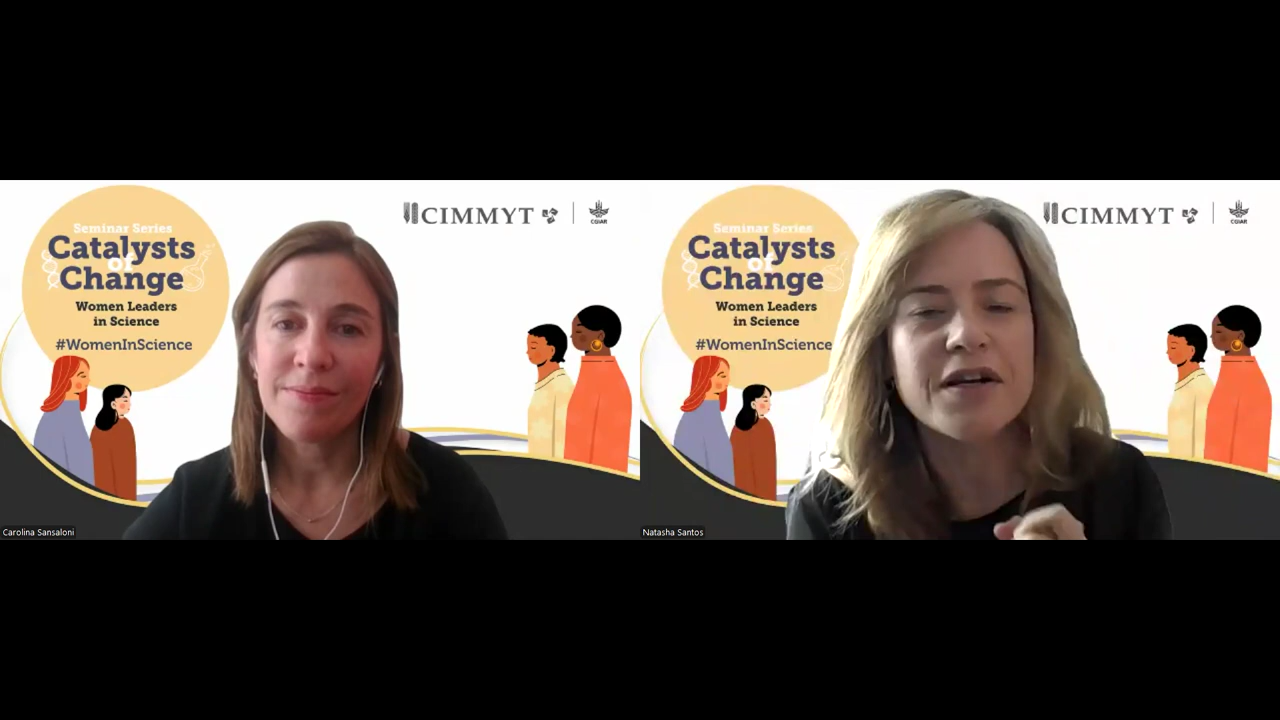 Seminar Series
Catalysts
of
Change
Women Leaders
in Science
#WomenInScience
CIMMYT
CGIAR
Carolina Sansaloni
Seminar Series
Catalysts
of
Change
Women Leaders
in Science
#WomenInScience
CIMMYT
CGIAR
Natasha Santos